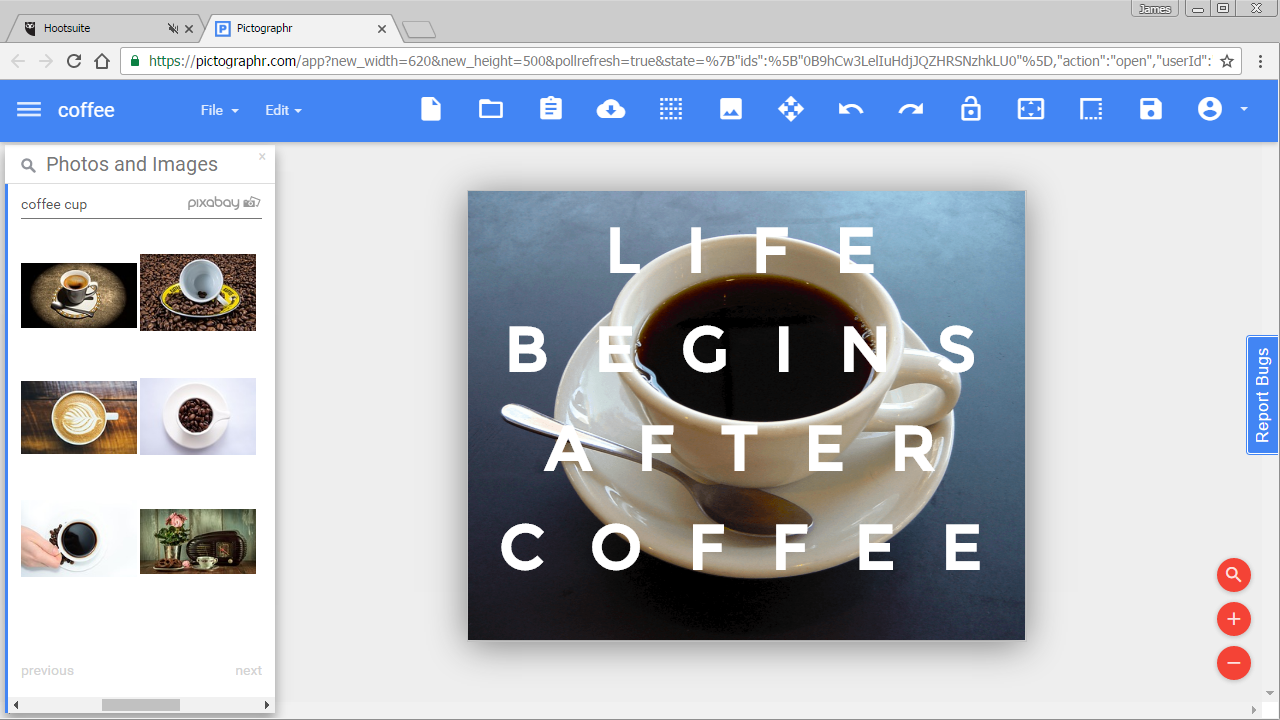 James
Hootsuite
Pictographr
https://pictographr.com/app?new_width=620&new_height=500&pollrefresh=true&state=%7B"ids":%5B"0B9hCw3LelIuHdjJQZHRSNzhkLU0"%5D,"action":"open","userId":
coffee
File
Edit
Photos and Images
coffee cup
pixabay
LIFE
BEGINS
AFTER
COFFEE
Report Bugs
previous
next